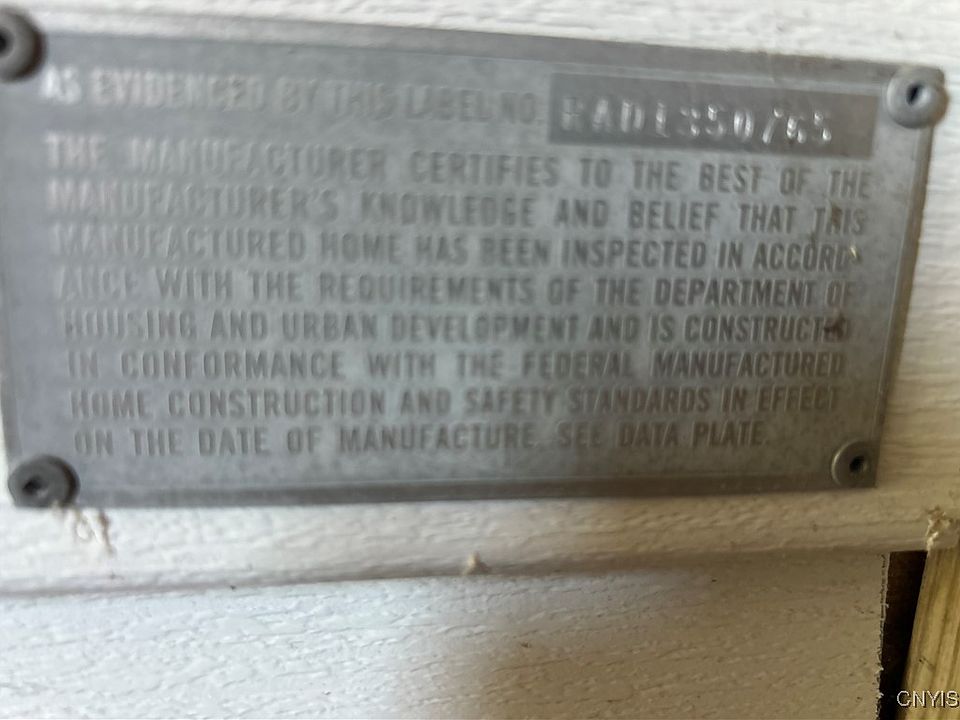 AS EVIDENCED BY THIS LABEL NO. RAD1350765
THE MANUFACTURER CERTIFIES TO THE BEST OF THE
MANUFACTURER'S KNOWLEDGE AND BELIEF THAT THIS
MANUFACTURED HOME HAS BEEN INSPECTED IN ACCORD-
ANCE WITH THE REQUIREMENTS OF THE DEPARTMENT OF
HOUSING AND URBAN DEVELOPMENT AND IS CONSTRUCTED
IN CONFORMANCE WITH THE FEDERAL MANUFACTURED
HOME CONSTRUCTION AND SAFETY STANDARDS IN EFFECT
ON THE DATE OF MANUFACTURE. SEE DATA PLATE.
CNYIS